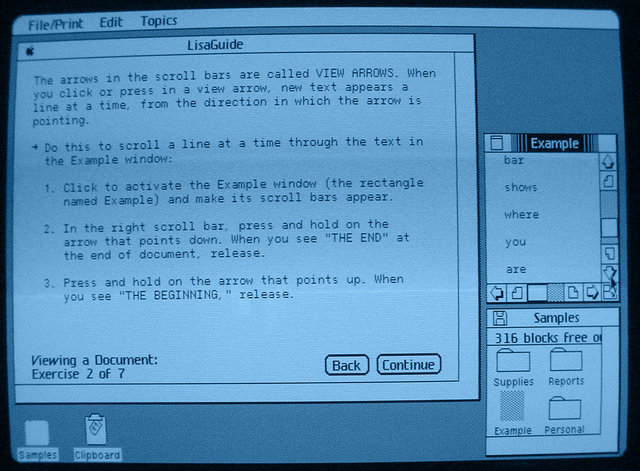 File/Print Edit Topics
LisaGuide
The arrows in the scroll bars are called VIEW ARROWS. When
you click or press in a view arrow, new text appears a
line at a time, from the direction in which the arrow is
pointing.
→ Do this to scroll a line at a time through the text in
the Example window:
1. Click to activate the Example window (the rectangle
named Example) and make its scroll bars appear.
2. In the right scroll bar, press and hold on the
arrow that points down. When you see "THE END" at
the end of document, release.
3. Press and hold on the arrow that points up. When
you see "THE BEGINNING," release.
Viewing a Document:
Exercise 2 of 7
Back Continue
Example
bar
shows
where
you
are
Samples
316 blocks free o
Supplies Reports
Example Personal
Samples Clipboard